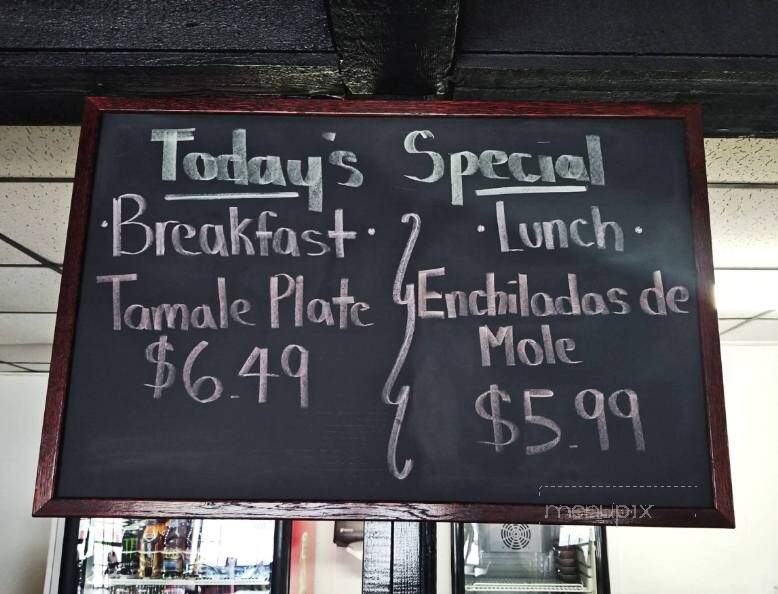 Today's Special
·Breakfast·
Tamale Plate
$6.49
·Lunch·
Enchiladas de
Mole
$5.99
menupix